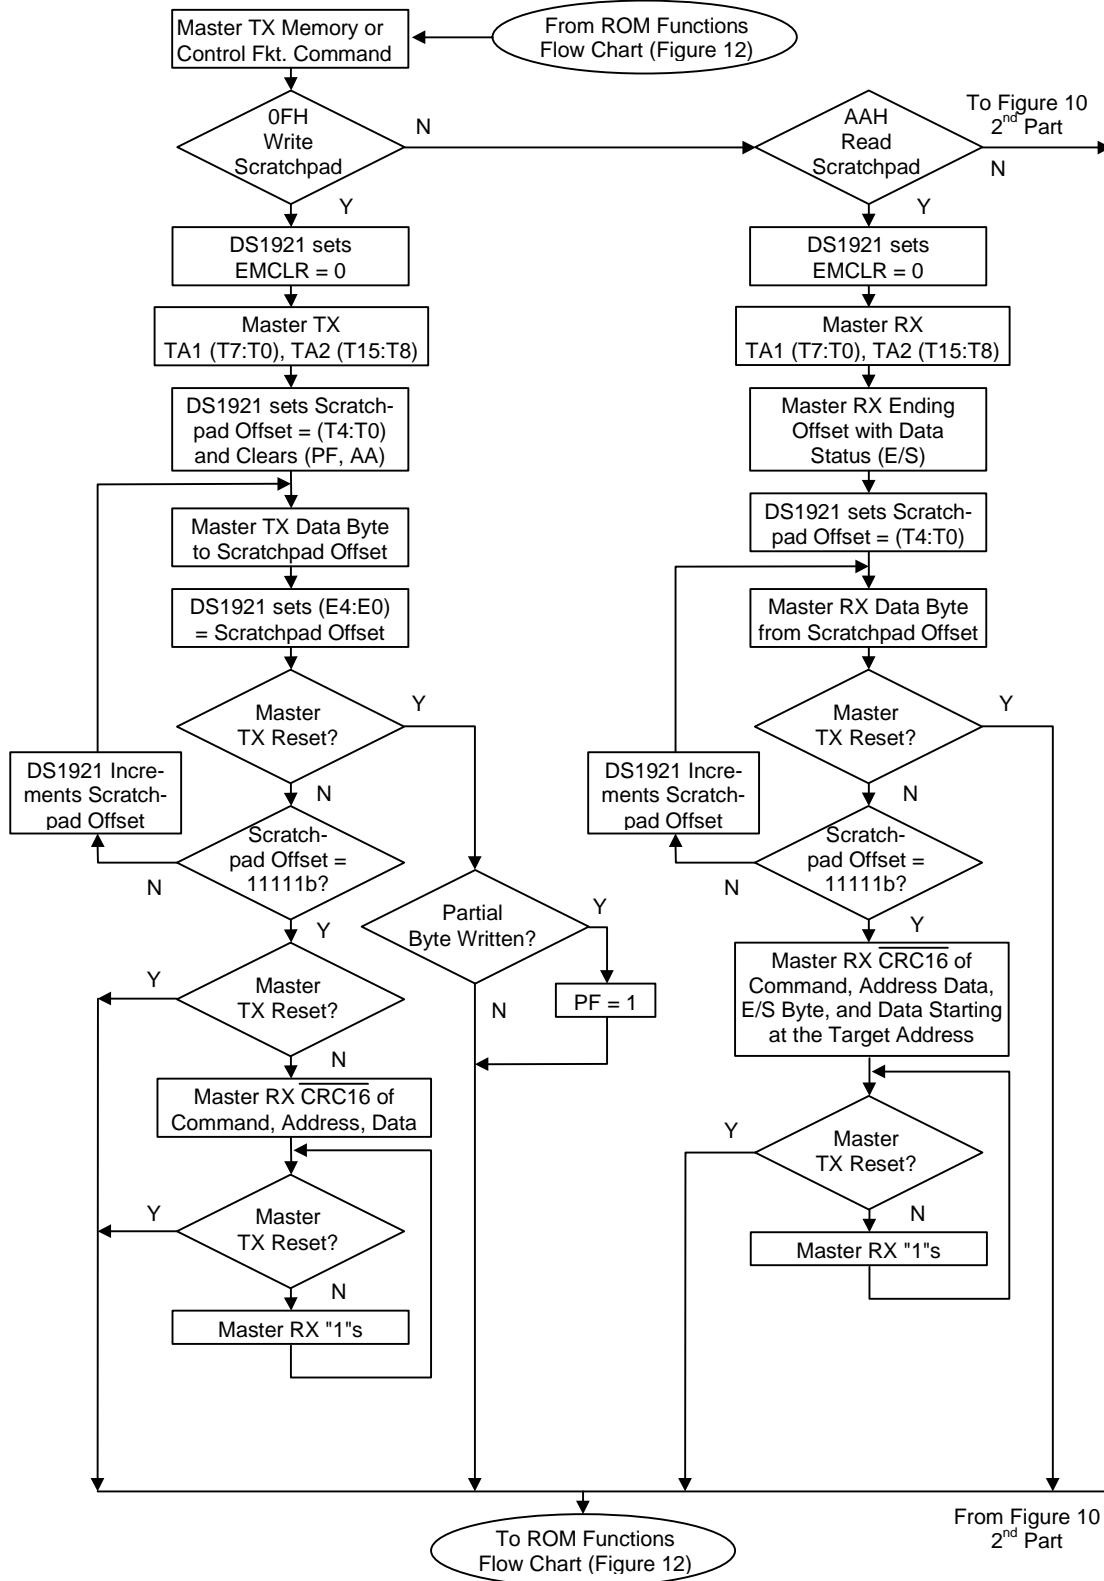 Master TX Memory or
Control Fkt. Command
From ROM Functions
Flow Chart (Figure 12)
0FH
Write
Scratchpad
N
Y
AAH
Read
Scratchpad
To Figure 10
2nd Part
N
Y
DS1921 sets
EMCLR = 0
Master TX
TA1 (T7:T0), TA2 (T15:T8)
DS1921 sets Scratch-
pad Offset = (T4:T0)
and Clears (PF, AA)
Master TX Data Byte
to Scratchpad Offset
DS1921 sets (E4:E0)
= Scratchpad Offset
Master
TX Reset?
Y
N
DS1921 Incre-
ments Scratch-
pad Offset
Scratch-
pad Offset =
11111b?
N
Y
Partial
Byte Written?
Y
N
PF = 1
Master
TX Reset?
Y
N
Master RX CRC16 of
Command, Address, Data
Master
TX Reset?
Y
N
Master RX "1"s
DS1921 sets
EMCLR = 0
Master RX
TA1 (T7:T0), TA2 (T15:T8)
Master RX Ending
Offset with Data
Status (E/S)
DS1921 sets Scratch-
pad Offset = (T4:T0)
Master RX Data Byte
from Scratchpad Offset
Master
TX Reset?
Y
N
DS1921 Incre-
ments Scratch-
pad Offset
Scratch-
pad Offset =
11111b?
N
Y
Master RX CRC16 of
Command, Address Data,
E/S Byte, and Data Starting
at the Target Address
Master
TX Reset?
Y
N
Master RX "1"s
To ROM Functions
Flow Chart (Figure 12)
From Figure 10
2nd Part